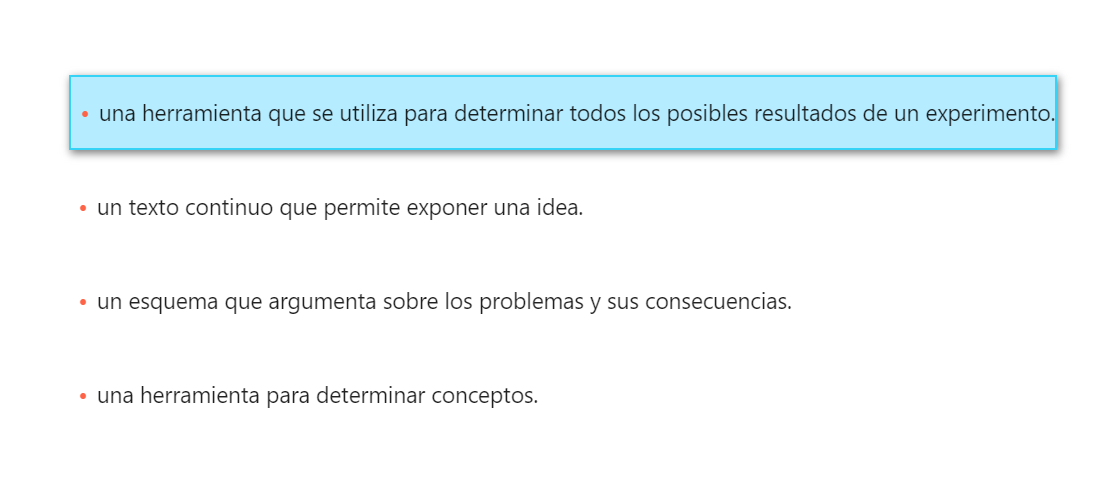 • una herramienta que se utiliza para determinar todos los posibles resultados de un experimento.
• un texto continuo que permite exponer una idea.
• un esquema que argumenta sobre los problemas y sus consecuencias.
• una herramienta para determinar conceptos.